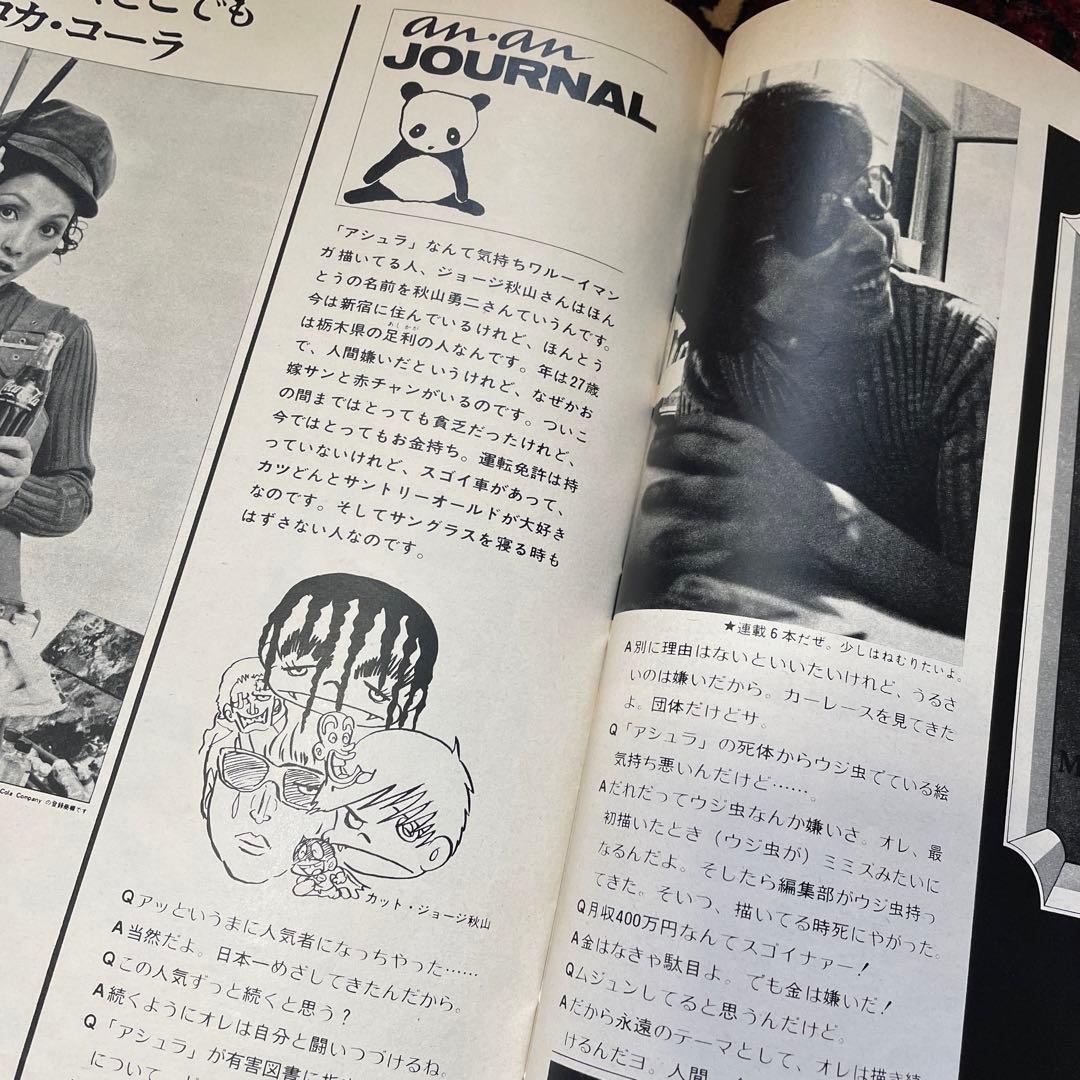 ここでも
コカ・コーラ
Coca-Cola
Cola Company の登録商標です
an・an
JOURNAL
「アシュラ」なんて気持ちワルーイマン
ガ描いてる人、ジョージ秋山さんはほん
とうの名前を秋山勇二さんていうんです。
今は新宿に住んでいるけれど、ほんとう
は栃木県の足利の人なんです。年は27歳
あしかが
で、人間嫌いだというけれど、なぜかお
嫁サンと赤チャンがいるのです。ついこ
の間まではとっても貧乏だったけれど、
今ではとってもお金持ち。運転免許は持
っていないけれど、スゴイ車があって、
カツどんとサントリーオールドが大好き
なのです。そしてサングラスを寝る時も
はずさない人なのです。
カット・ジョージ秋山
Qアッというまに人気者になっちゃった……
A当然だよ。日本一めざしてきたんだから。
Qこの人気ずっと続くと思う？
A続くようにオレは自分と闘いつづけるね。
Q「アシュラ」が有害図書に指
について
★連載6本だぜ。少しはねむりたいよ。
A別に理由はないといいたいけれど、うるさ
いのは嫌いだから。カーレースを見てきた
よ。団体だけどサ。
Q「アシュラ」の死体からウジ虫でている絵
気持ち悪いんだけど……。
Aだれだってウジ虫なんか嫌いさ。オレ、最
初描いたとき（ウジ虫が）ミミズみたいに
なるんだよ。そしたら編集部がウジ虫持っ
てきた。そいつ、描いてる時死にやがった。
Q月収400万円なんてスゴイナァー！
A金はなきゃ駄目よ。でも金は嫌いだ！
Qムジュンしてると思うんだけど。
Aだから永遠のテーマとして、オレは描き続
けるんだヨ。人間
M